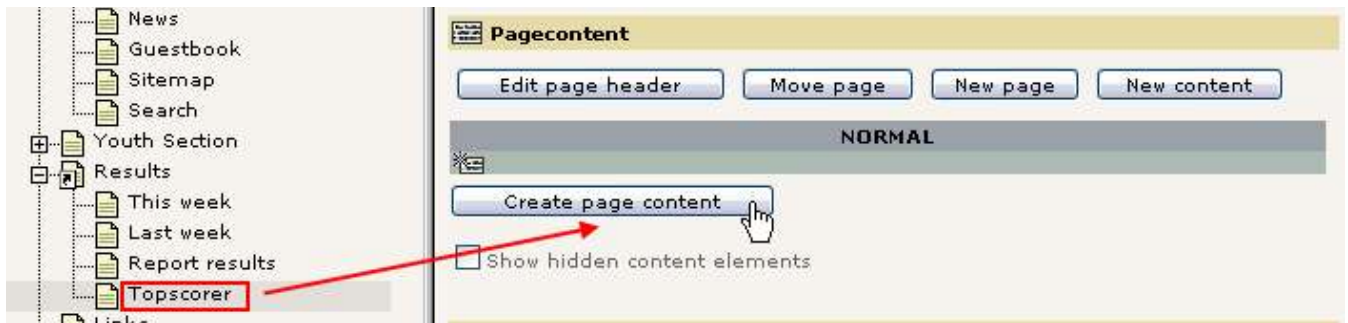 News
Guestbook
Sitemap
Search
Youth Section
Results
This week
Last week
Report results
Topscorer
Links
Pagecontent
Edit page header Move page New page New content
NORMAL
Create page content
Show hidden content elements